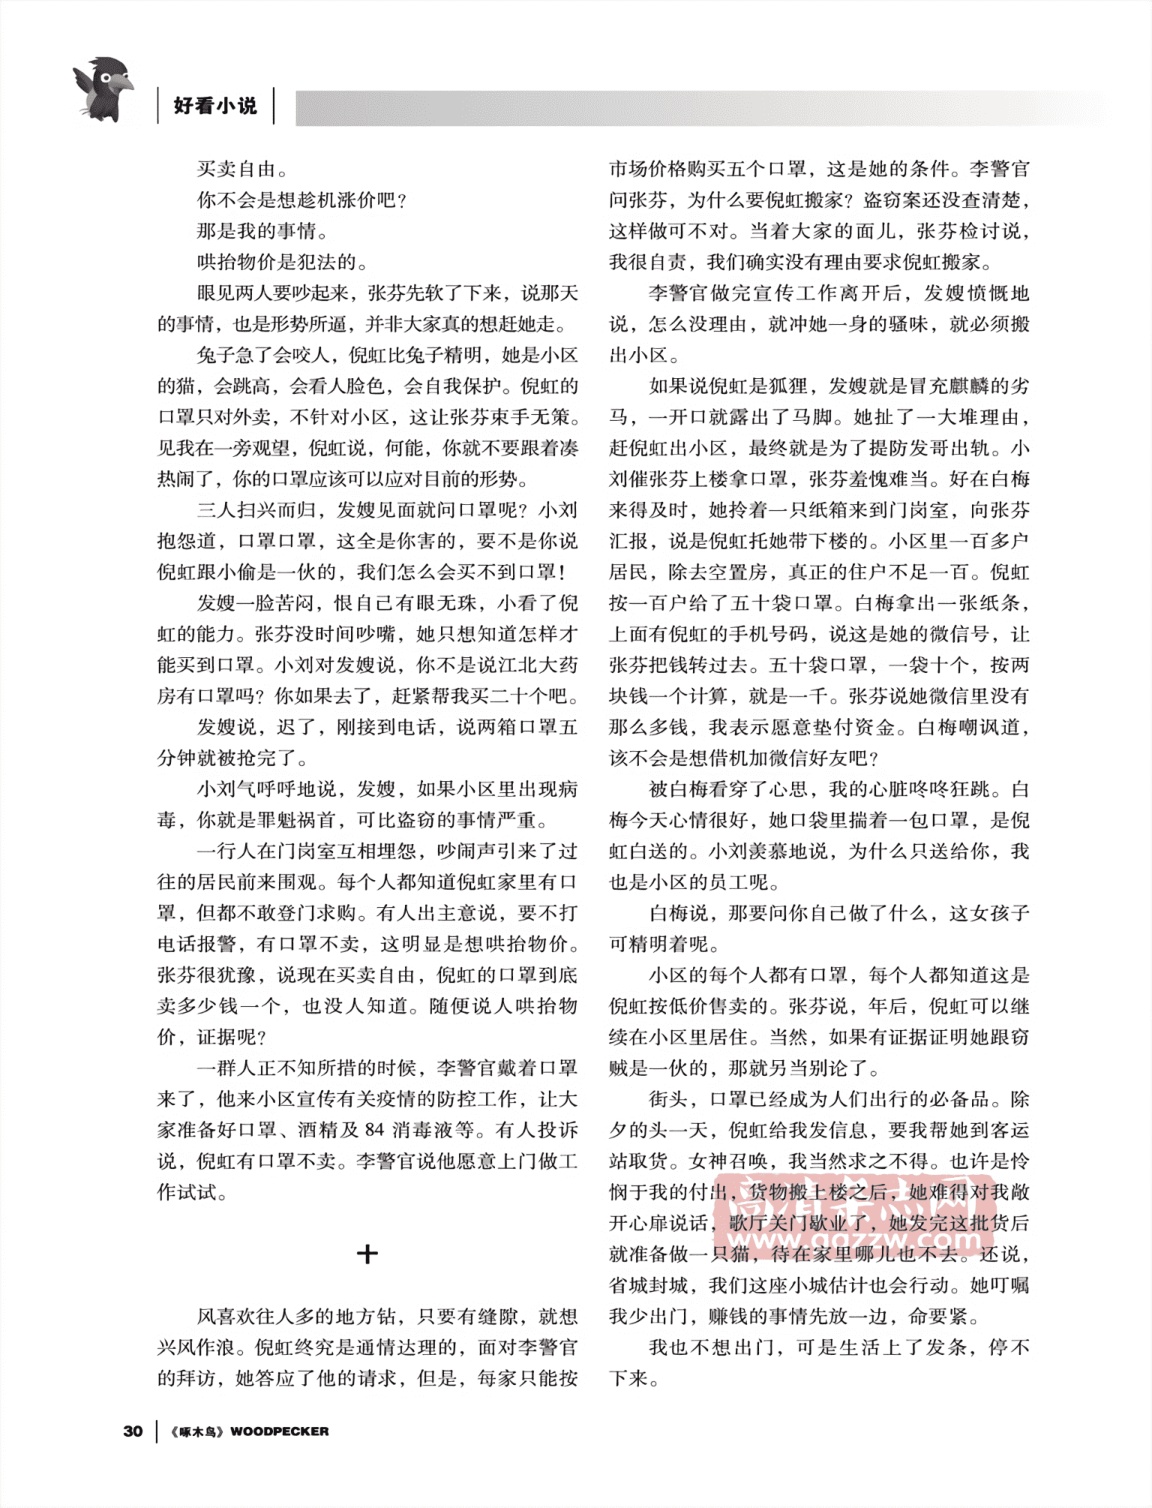 好看小说
买卖自由。
你不会是想趁机涨价吧？
那是我的事情。
哄抬物价是犯法的。
眼见两人要吵起来，张芬先软了下来，说那天
的事情，也是形势所逼，并非大家真的想赶她走。
兔子急了会咬人，倪虹比兔子精明，她是小区
的猫，会跳高，会看人脸色，会自我保护。倪虹的
口罩只对外卖，不针对小区，这让张芬束手无策。
见我在一旁观望，倪虹说，何能，你就不要跟着凑
热闹了，你的口罩应该可以应对目前的形势。
三人扫兴而归，发嫂见面就问口罩呢？小刘
抱怨道，口罩口罩，这全是你害的，要不是你说
倪虹跟小偷是一伙的，我们怎么会买不到口罩！
发嫂一脸苦闷，恨自己有眼无珠，小看了倪
虹的能力。张芬没时间吵嘴，她只想知道怎样才
能买到口罩。小刘对发嫂说，你不是说江北大药
房有口罩吗？你如果去了，赶紧帮我买二十个吧。
发嫂说，迟了，刚接到电话，说两箱口罩五
分钟就被抢完了。
小刘气呼呼地说，发嫂，如果小区里出现病
毒，你就是罪魁祸首，可比盗窃的事情严重。
一行人在门岗室互相埋怨，吵闹声引来了过
往的居民前来围观。每个人都知道倪虹家里有口
罩，但都不敢登门求购。有人出主意说，要不打
电话报警，有口罩不卖，这明显是想哄抬物价。
张芬很犹豫，说现在买卖自由，倪虹的口罩到底
卖多少钱一个，也没人知道。随便说人哄抬物
价，证据呢？
一群人正不知所措的时候，李警官戴着口罩
来了，他来小区宣传有关疫情的防控工作，让大
家准备好口罩、酒精及 84 消毒液等。有人投诉
说，倪虹有口罩不卖。李警官说他愿意上门做工
作试试。
十
风喜欢往人多的地方钻，只要有缝隙，就想
兴风作浪。倪虹终究是通情达理的，面对李警官
的拜访，她答应了他的请求，但是，每家只能按
市场价格购买五个口罩，这是她的条件。李警官
问张芬，为什么要倪虹搬家？盗窃案还没查清楚，
这样做可不对。当着大家的面儿，张芬检讨说，
我很自责，我们确实没有理由要求倪虹搬家。
李警官做完宣传工作离开后，发嫂愤慨地
说，怎么没理由，就冲她一身的骚味，就必须搬
出小区。
如果说倪虹是狐狸，发嫂就是冒充麒麟的劣
马，一开口就露出了马脚。她扯了一大堆理由，
赶倪虹出小区，最终就是为了提防发哥出轨。小
刘催张芬上楼拿口罩，张芬羞愧难当。好在白梅
来得及时，她拎着一只纸箱来到门岗室，向张芬
汇报，说是倪虹托她带下楼的。小区里一百多户
居民，除去空置房，真正的住户不足一百。倪虹
按一百户给了五十袋口罩。白梅拿出一张纸条，
上面有倪虹的手机号码，说这是她的微信号，让
张芬把钱转过去。五十袋口罩，一袋十个，按两
块钱一个计算，就是一千。张芬说她微信里没有
那么多钱，我表示愿意垫付资金。白梅嘲讽道，
该不会是想借机加微信好友吧？
被白梅看穿了心思，我的心脏咚咚狂跳。白
梅今天心情很好，她口袋里揣着一包口罩，是倪
虹白送的。小刘羡慕地说，为什么只送给你，我
也是小区的员工呢。
白梅说，那要问你自己做了什么，这女孩子
可精明着呢。
小区的每个人都有口罩，每个人都知道这是
倪虹按低价售卖的。张芬说，年后，倪虹可以继
续在小区里居住。当然，如果有证据证明她跟窃
贼是一伙的，那就另当别论了。
街头，口罩已经成为人们出行的必备品。除
夕的头一天，倪虹给我发信息，要我帮她到客运
站取货。女神召唤，我当然求之不得。也许是怜
悯于我的付出，货物搬上楼之后，她难得对我敞
开心扉说话，歌厅关门歇业了，她发完这批货后
就准备做一只猫，待在家里哪儿也不去。还说，
省城封城，我们这座小城估计也会行动。她叮嘱
我少出门，赚钱的事情先放一边，命要紧。
我也不想出门，可是生活上了发条，停不
下来。
高清杂志网
www.gqzzw.com
30 《啄木鸟》WOODPECKER